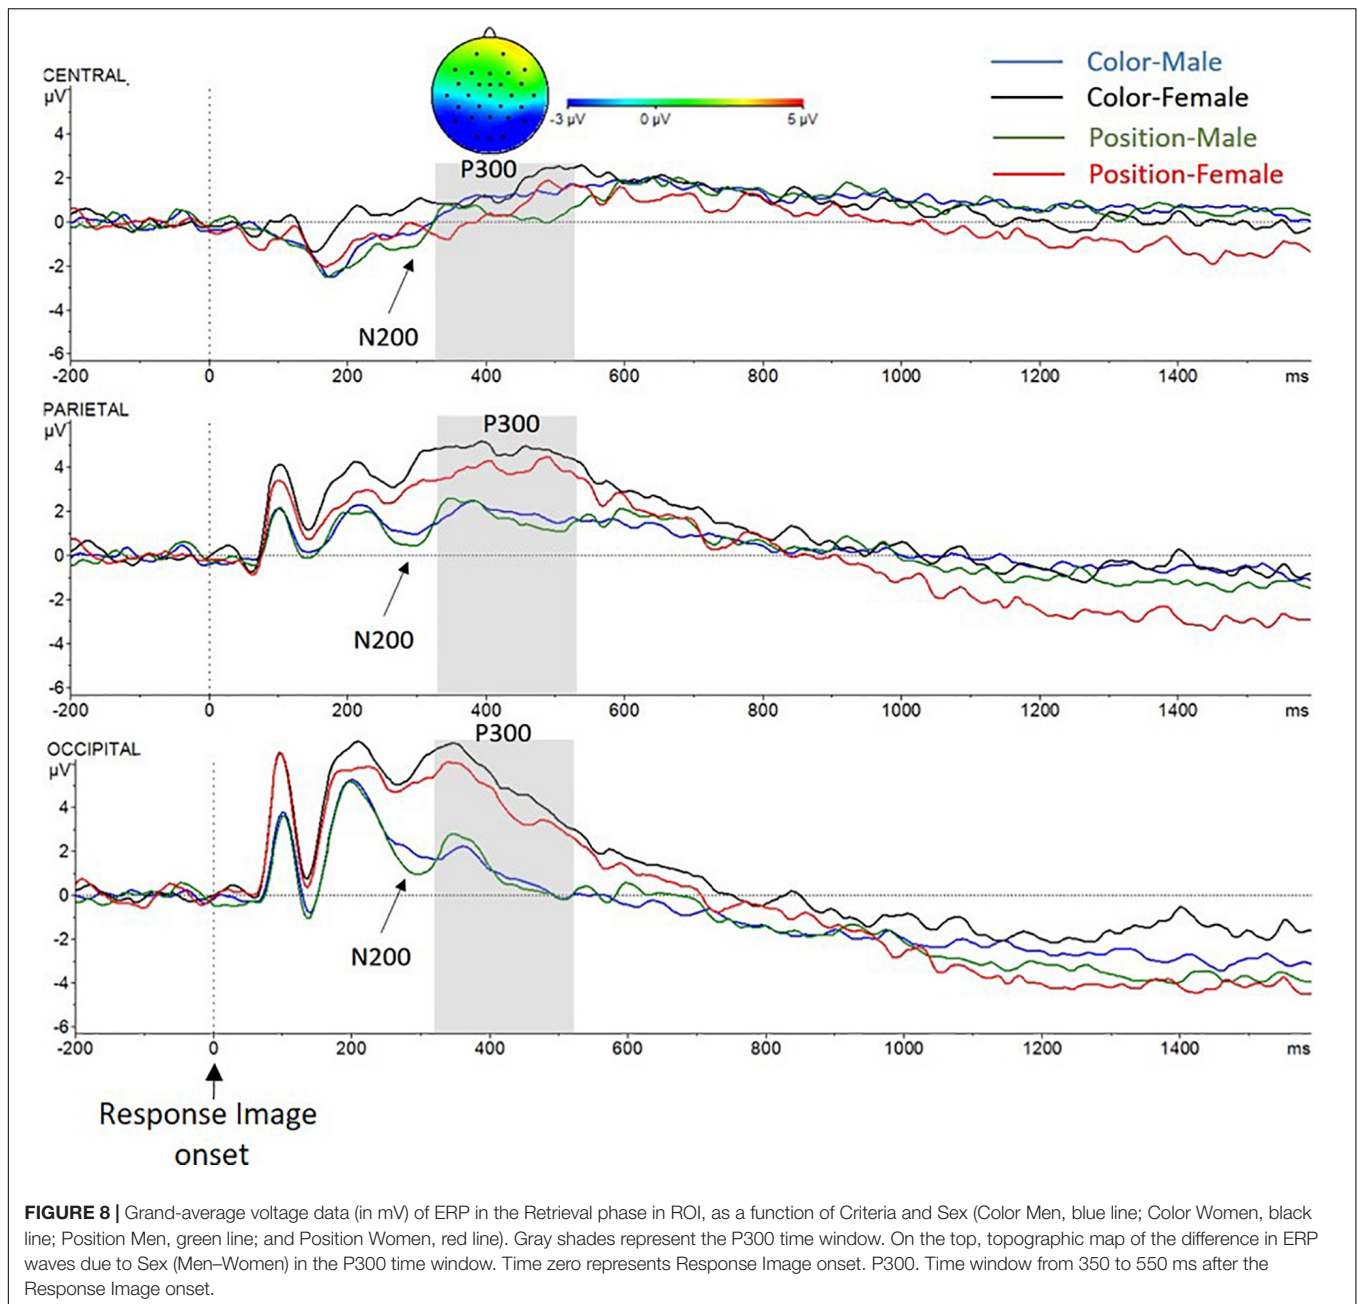 Color-Male
Color-Female
Position-Male
Position-Female
-3 µV 0 µV 5 µV
CENTRAL
µV
P300
4
2
0
-2
-4
-6
N200
-200 0 200 400 600 800 1000 1200 1400 ms
PARIETAL
µV
P300
4
2
0
-2
-4
-6
N200
-200 0 200 400 600 800 1000 1200 1400 ms
OCCIPITAL
µV
P300
4
2
0
-2
-4
-6
N200
-200 0 200 400 600 800 1000 1200 1400 ms
Response Image
onset
FIGURE 8 | Grand-average voltage data (in mV) of ERP in the Retrieval phase in ROI, as a function of Criteria and Sex (Color Men, blue line; Color Women, black
line; Position Men, green line; and Position Women, red line). Gray shades represent the P300 time window. On the top, topographic map of the difference in ERP
waves due to Sex (Men–Women) in the P300 time window. Time zero represents Response Image onset. P300. Time window from 350 to 550 ms after the
Response Image onset.